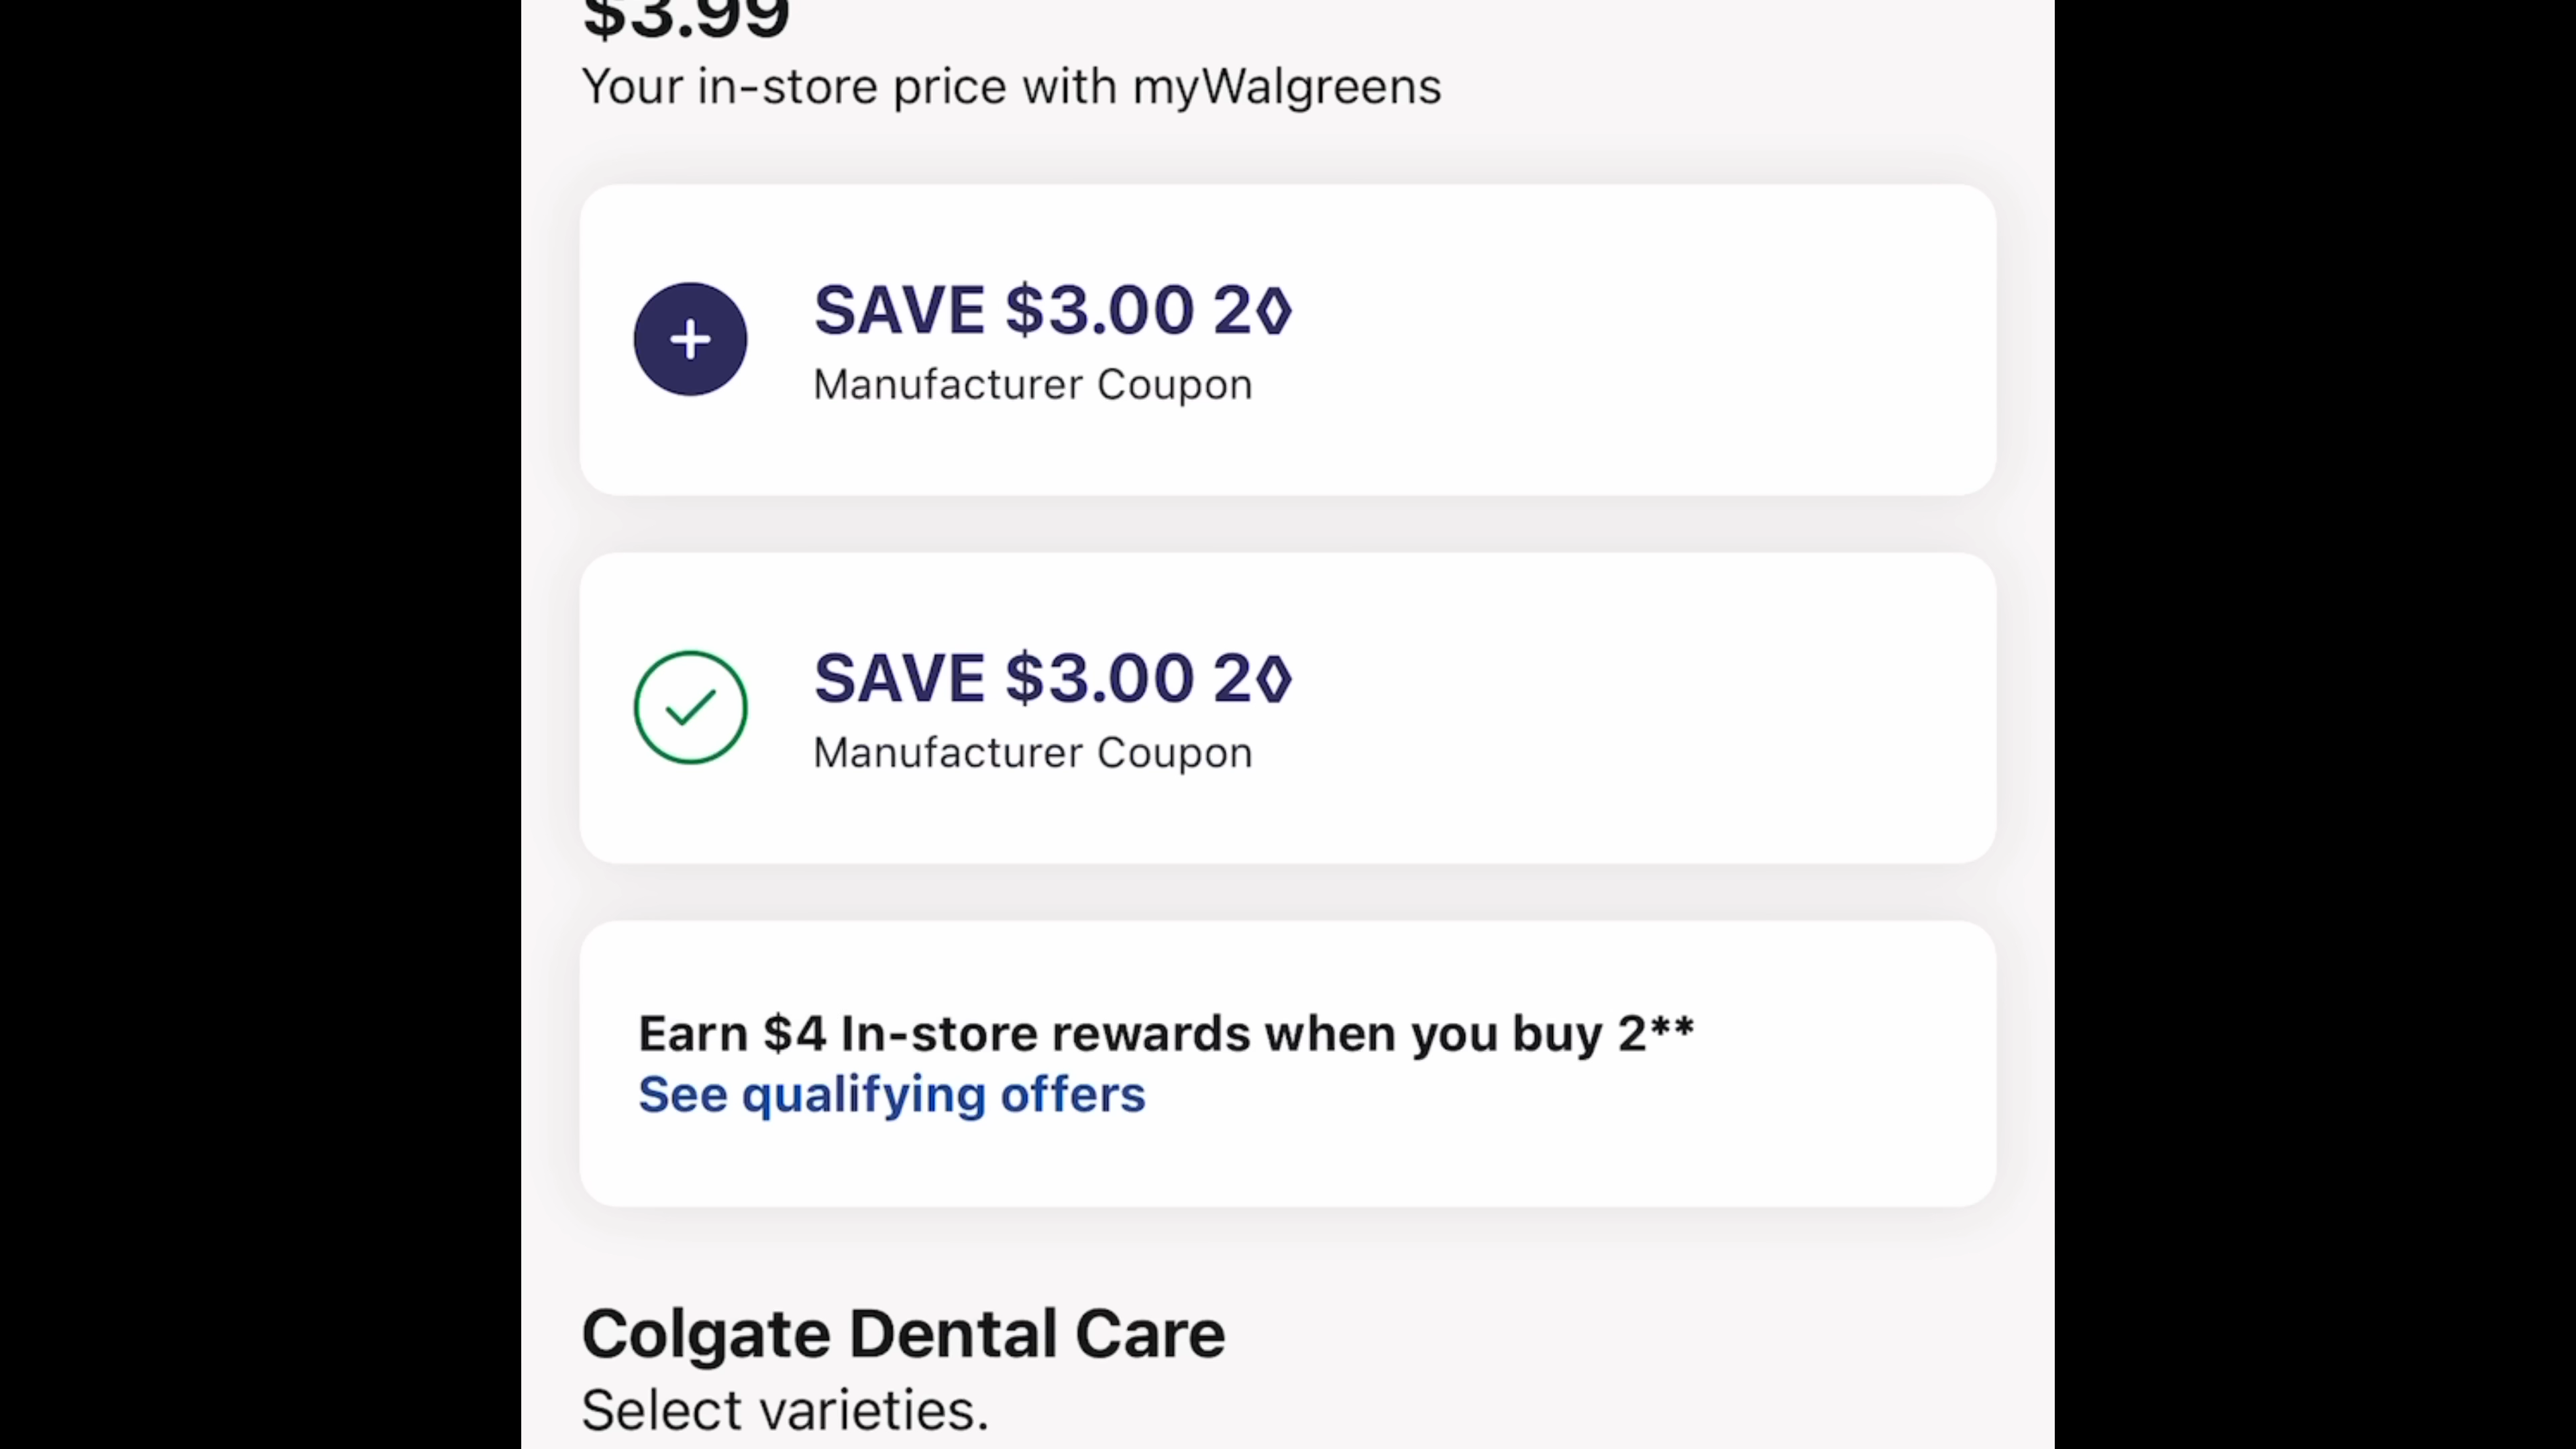 $3.99
Your in-store price with myWalgreens
SAVE $3.00 2◊
Manufacturer Coupon
SAVE $3.00 2◊
Manufacturer Coupon
Earn $4 In-store rewards when you buy 2**
See qualifying offers
Colgate Dental Care
Select varieties.